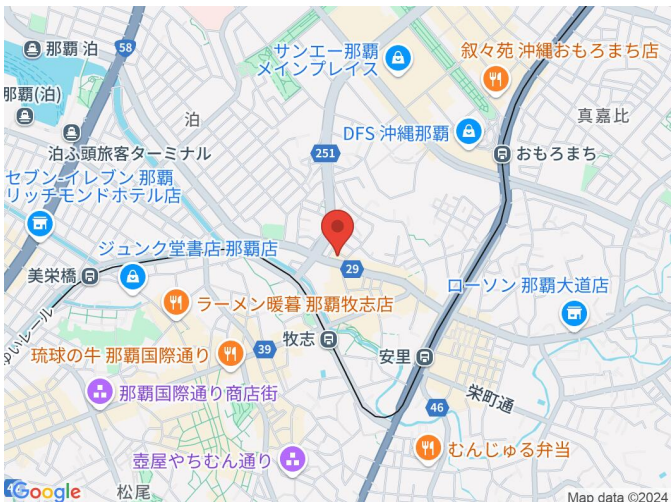 那覇 泊
58
サンエー那覇
メインプレイス
叙々苑 沖縄おもろまち店
那覇(泊)
泊
真嘉比
DFS 沖縄那覇
泊ふ頭旅客ターミナル
251
おもろまち
セブン-イレブン 那覇
リッチモンドホテル店
ジュンク堂書店 那覇店
29
美栄橋
ローソン 那覇大道店
ラーメン暖暮 那覇牧志店
ゆいレール
牧志
琉球の牛 那覇国際通り
39
安里
那覇国際通り商店街
栄町通
46
むんじゅる弁当
壺屋やちむん通り
松尾
Google
Map data ©2024